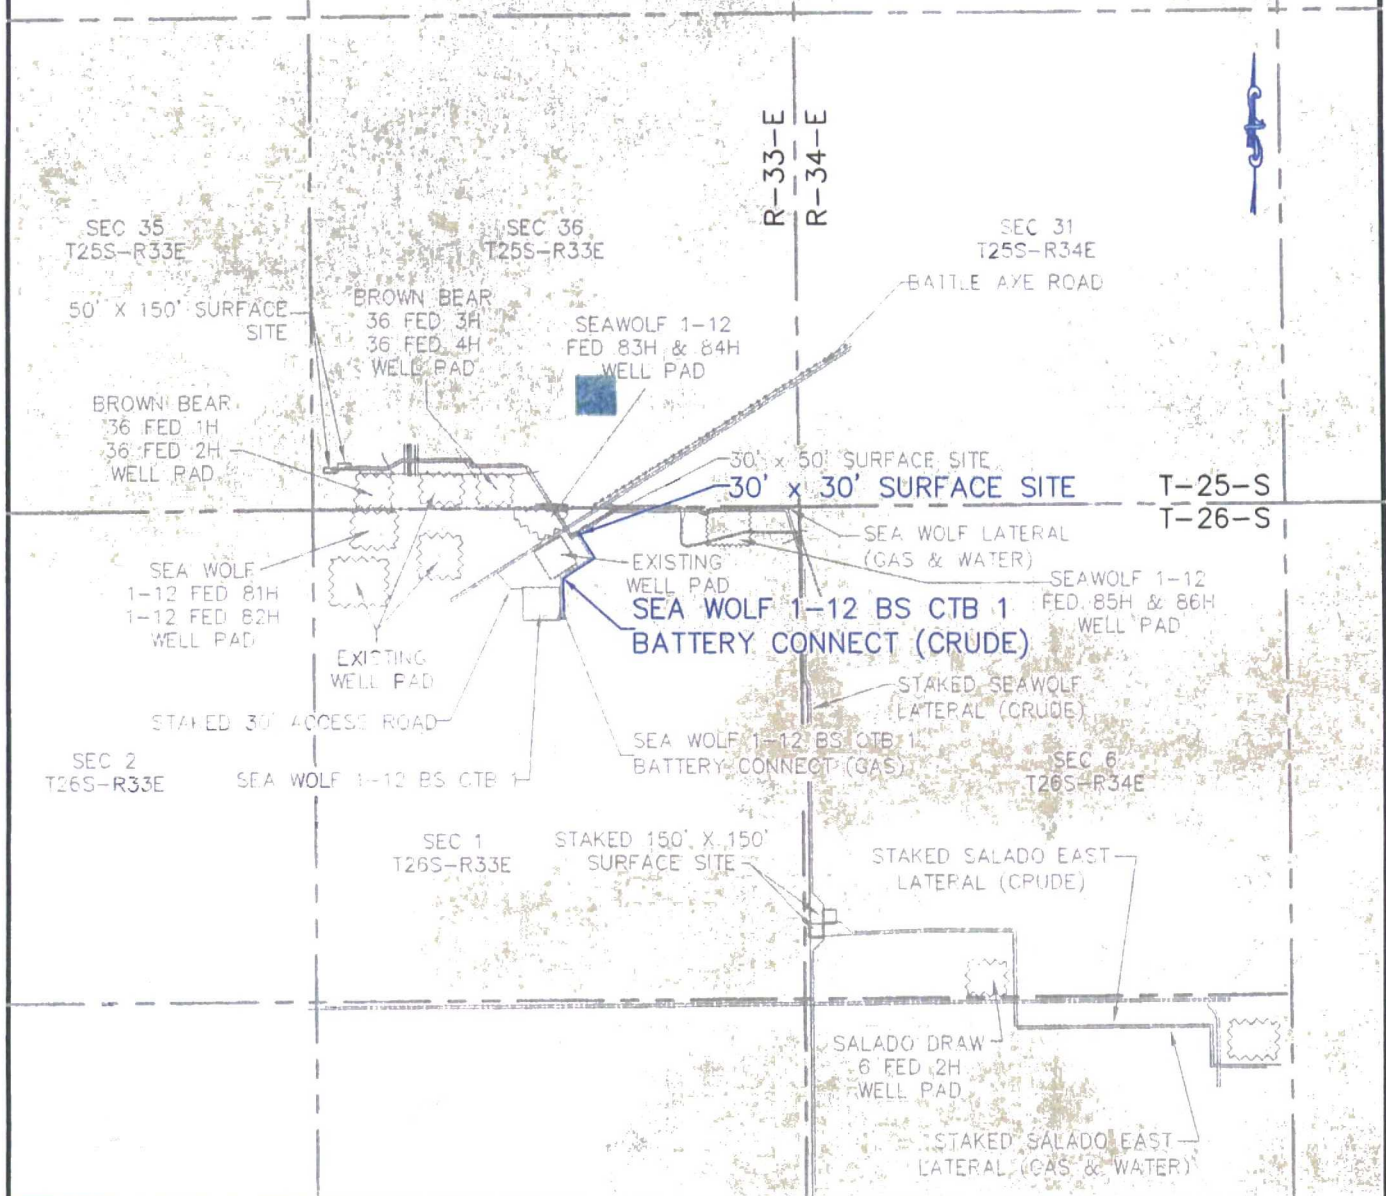 R-33-E
R-34-E
SEC 35
T25S-R33E
SEC 36
T25S-R33E
SEC 31
T25S-R34E
BATTLE AXE ROAD
50' X 150' SURFACE
SITE
BROWN BEAR
36 FED 3H
36 FED 4H
WELL PAD
SEAWOLF 1-12
FED 83H & 84H
WELL PAD
BROWN BEAR
36 FED 1H
36 FED 2H
WELL PAD
30' x 50' SURFACE SITE
30' x 30' SURFACE SITE
T-25-S
T-26-S
SEA WOLF LATERAL
(GAS & WATER)
EXISTING
WELL PAD
SEA WOLF
1-12 FED 81H
1-12 FED 82H
WELL PAD
SEAWOLF 1-12
FED 85H & 86H
WELL PAD
SEA WOLF 1-12 BS CTB 1
BATTERY CONNECT (CRUDE)
EXISTING
WELL PAD
STAKED SEAWOLF
LATERAL (CRUDE)
STAKED 30' ACCESS ROAD
SEA WOLF 1-12 BS CTB 1
BATTERY CONNECT (GAS)
SEC 2
T26S-R33E
SEA WOLF 1-12 BS CTB 1
SEC 6
T26S-R34E
SEC 1
T26S-R33E
STAKED 150' X 150'
SURFACE SITE
STAKED SALADO EAST
LATERAL (CRUDE)
SALADO DRAW
6 FED 2H
WELL PAD
STAKED SALADO EAST
LATERAL (GAS & WATER)